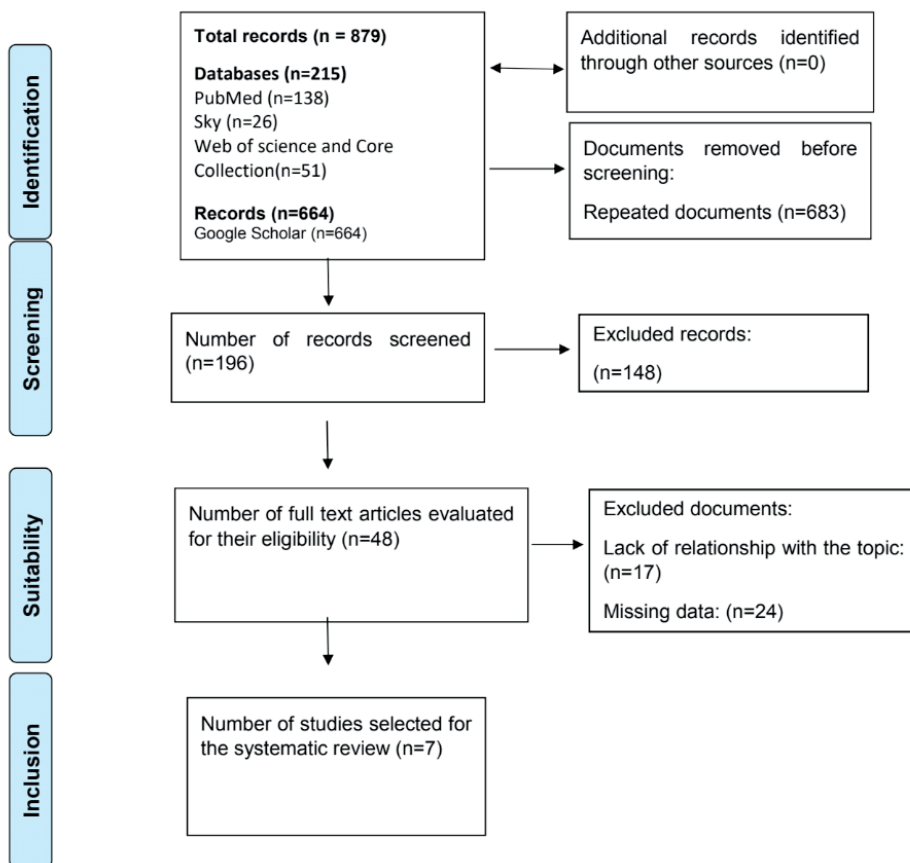 Identification
Total records (n = 879)
Databases (n=215)
PubMed (n=138)
Sky (n=26)
Web of science and Core
Collection(n=51)
Records (n=664)
Google Scholar (n=664)
Additional records identified
through other sources (n=0)
Documents removed before
screening:
Repeated documents (n=683)
Screening
Number of records screened
(n=196)
Excluded records:
(n=148)
Suitability
Number of full text articles evaluated
for their eligibility (n=48)
Excluded documents:
Lack of relationship with the topic:
(n=17)
Missing data: (n=24)
Inclusion
Number of studies selected for
the systematic review (n=7)